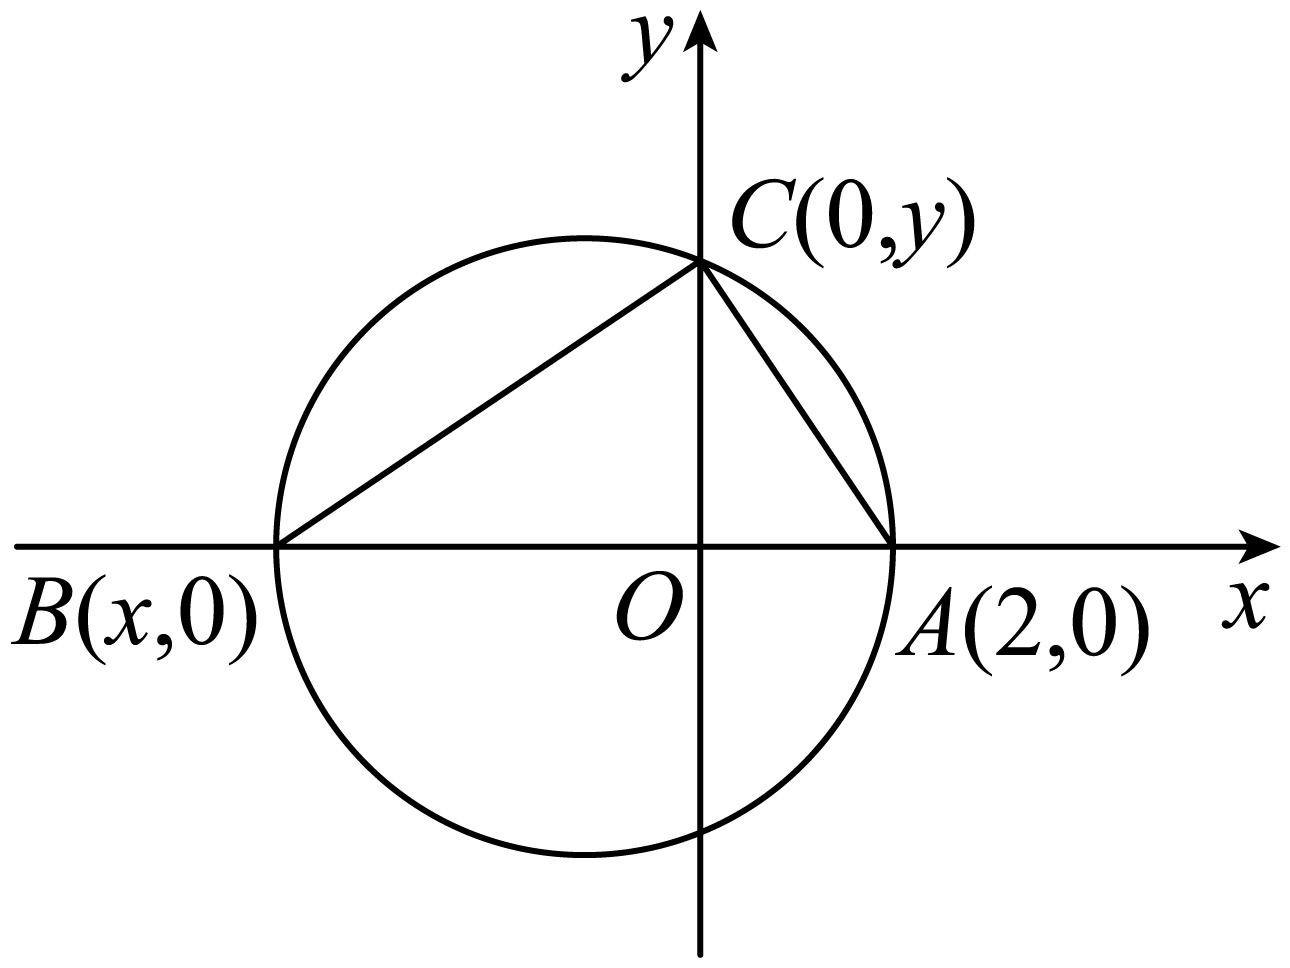 y
C(0,y)
B(x,0)
O
A(2,0)
x